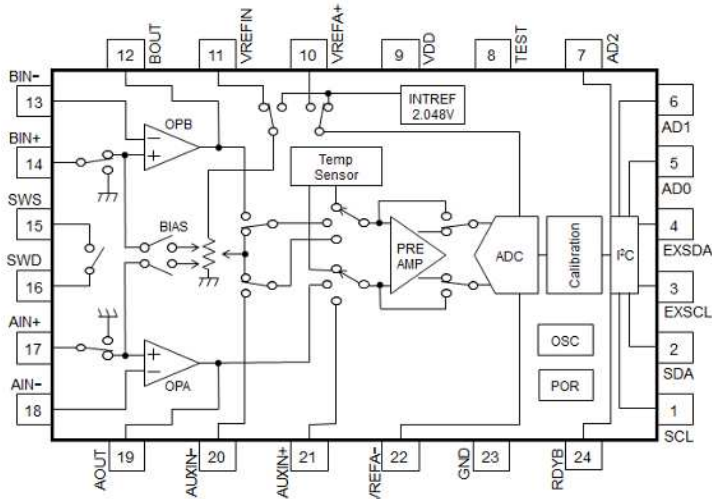 BOUT
VREFIN
VREFA+
VDD
TEST
AD2
12
11
10
9
8
7
BIN−
13
BIN+
14
SWS
15
SWD
16
AIN+
17
AIN−
18
OPB
−
+
INTREF
2.048V
Temp
Sensor
BIAS
PRE
AMP
ADC
Calibration
I²C
OSC
POR
+
−
OPA
6
AD1
5
AD0
4
EXSDA
3
EXSCL
2
SDA
1
SCL
19
20
21
22
23
24
AOUT
AUXIN−
AUXIN+
/REFA−
GND
RDYB